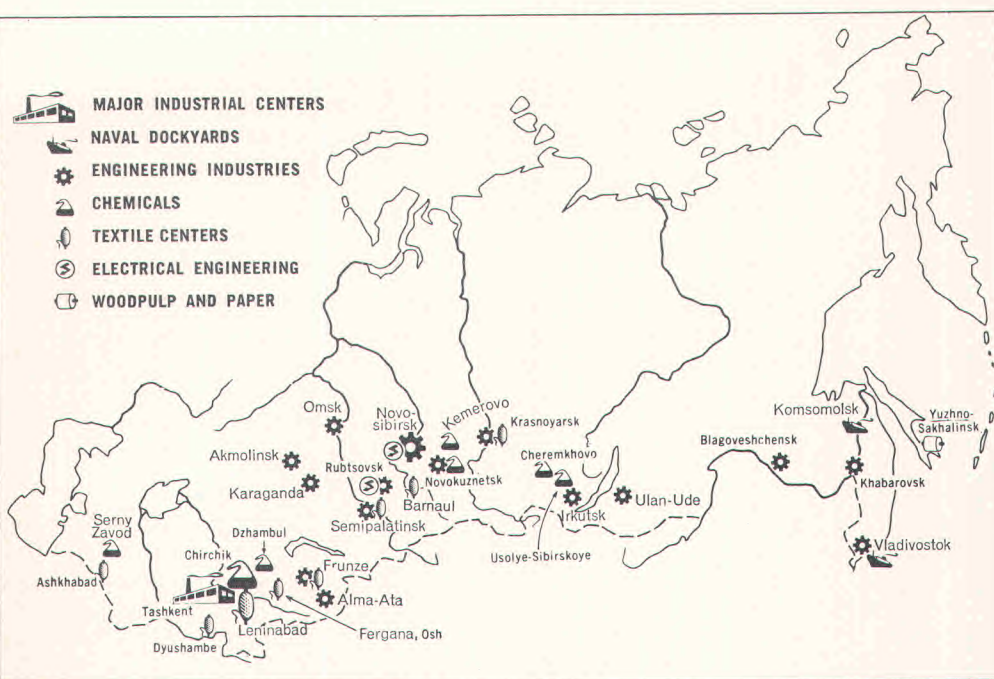 MAJOR INDUSTRIAL CENTERS
NAVAL DOCKYARDS
ENGINEERING INDUSTRIES
CHEMICALS
TEXTILE CENTERS
ELECTRICAL ENGINEERING
WOODPULP AND PAPER
Omsk
Novo-
sibirsk
Kemerovo
Krasnoyarsk
Komsomolsk
Yuzhno-
Sakhalinsk
Akmolinsk
Rubtsovsk
Cheremkhovo
Blagoveshchensk
Karaganda
Novokuznetsk
Barnaul
Khabarovsk
Semipalatinsk
Irkutsk
Ulan-Ude
Usolye-Sibirskoye
Vladivostok
Serny
Zavod
Dzhambul
Chirchik
Frunze
Ashkhabad
Alma-Ata
Tashkent
Leninabad
Fergana, Osh
Dyushambe